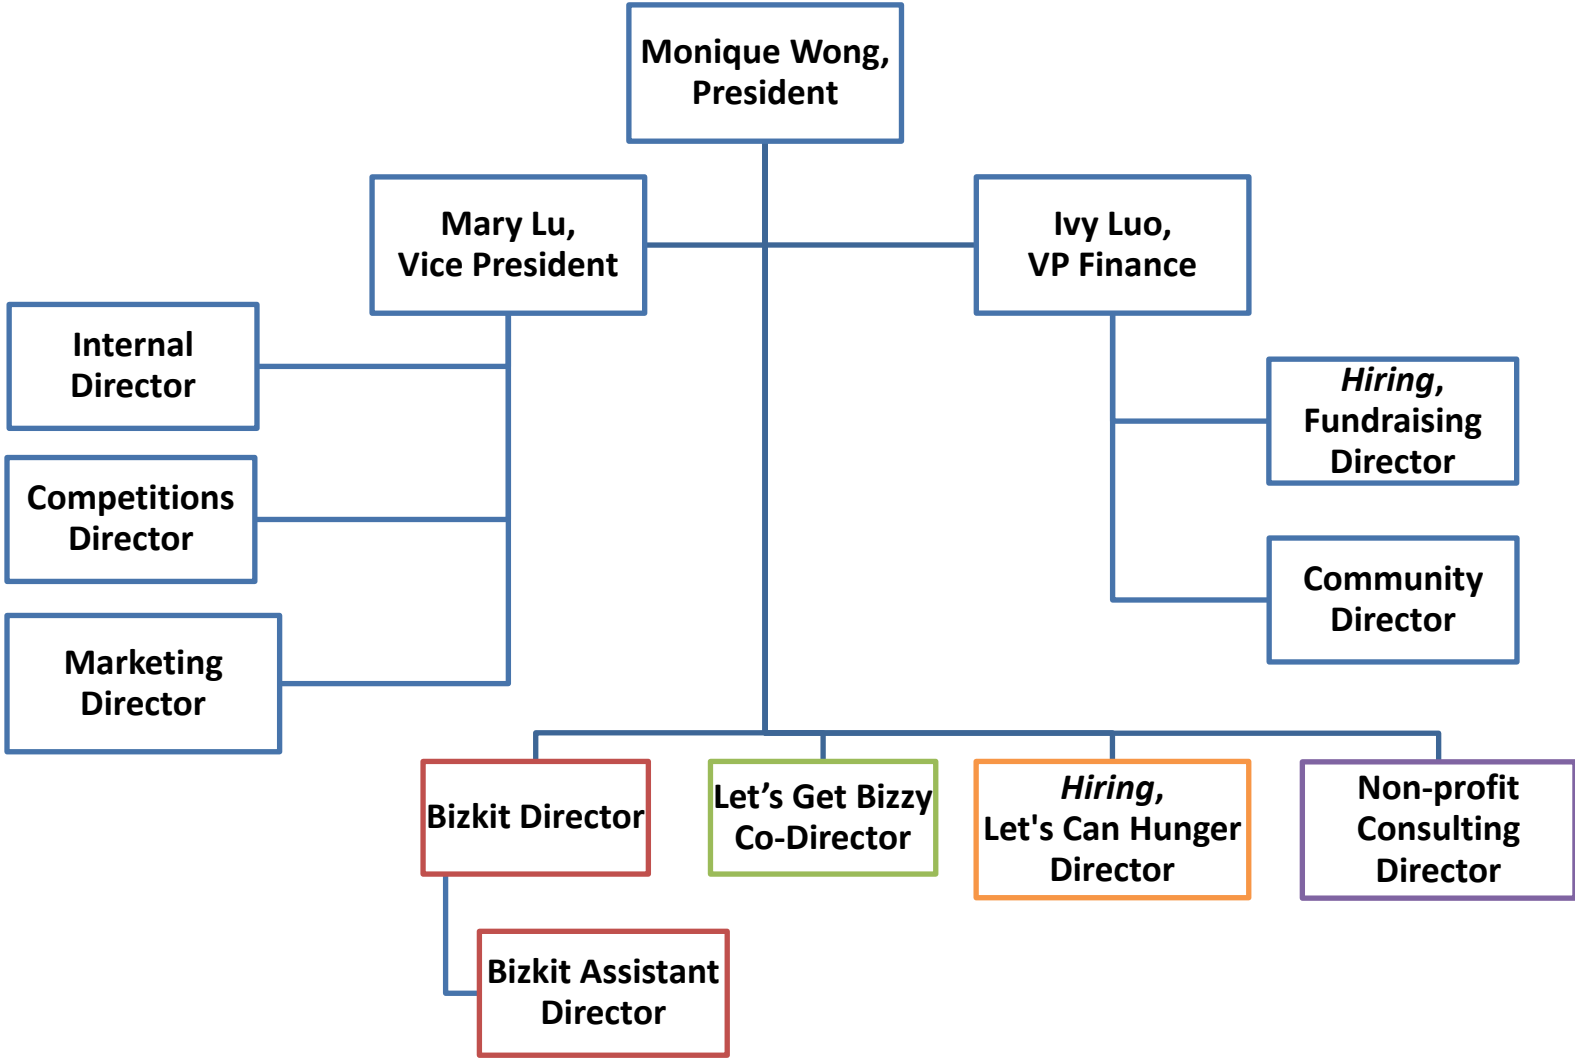 Monique Wong,
President
Mary Lu,
Vice President
Ivy Luo,
VP Finance
Internal
Director
Competitions
Director
Marketing
Director
Hiring,
Fundraising
Director
Community
Director
Bizkit Director
Let’s Get Bizzy
Co-Director
Hiring,
Let's Can Hunger
Director
Non-profit
Consulting
Director
Bizkit Assistant
Director